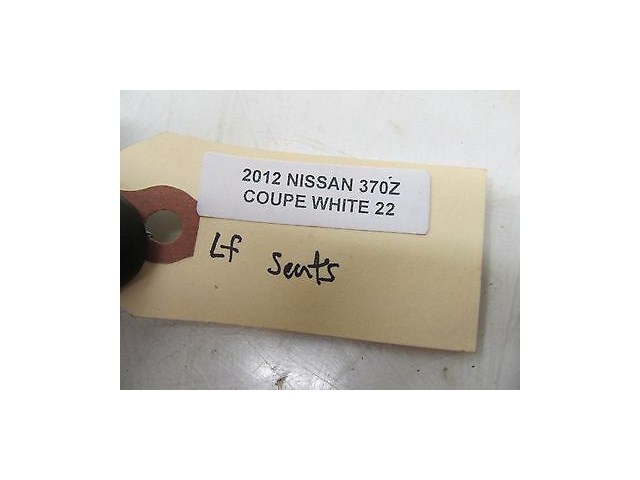 2012 NISSAN 370Z
COUPE WHITE 22
Lf seats